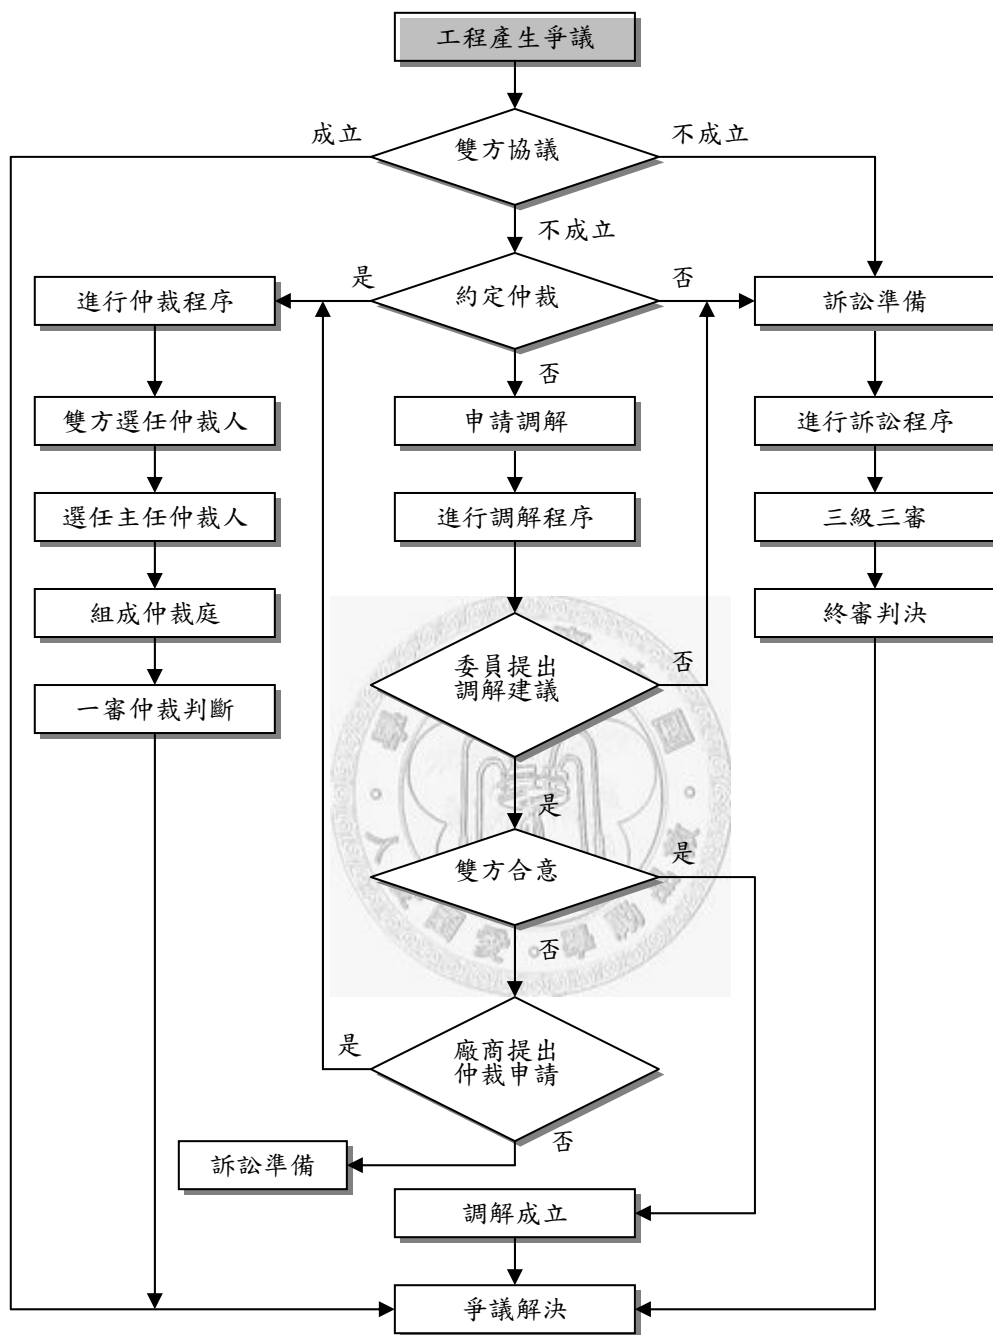 工程產生爭議
成立
雙方協議
不成立
不成立
是
約定仲裁
否
進行仲裁程序
訴訟準備
否
雙方選任仲裁人
申請調解
進行訴訟程序
選任主任仲裁人
進行調解程序
三級三審
組成仲裁庭
終審判決
委員提出
調解建議
否
一審仲裁判斷
是
雙方合意
是
否
是
廠商提出
仲裁申請
否
訴訟準備
調解成立
爭議解決